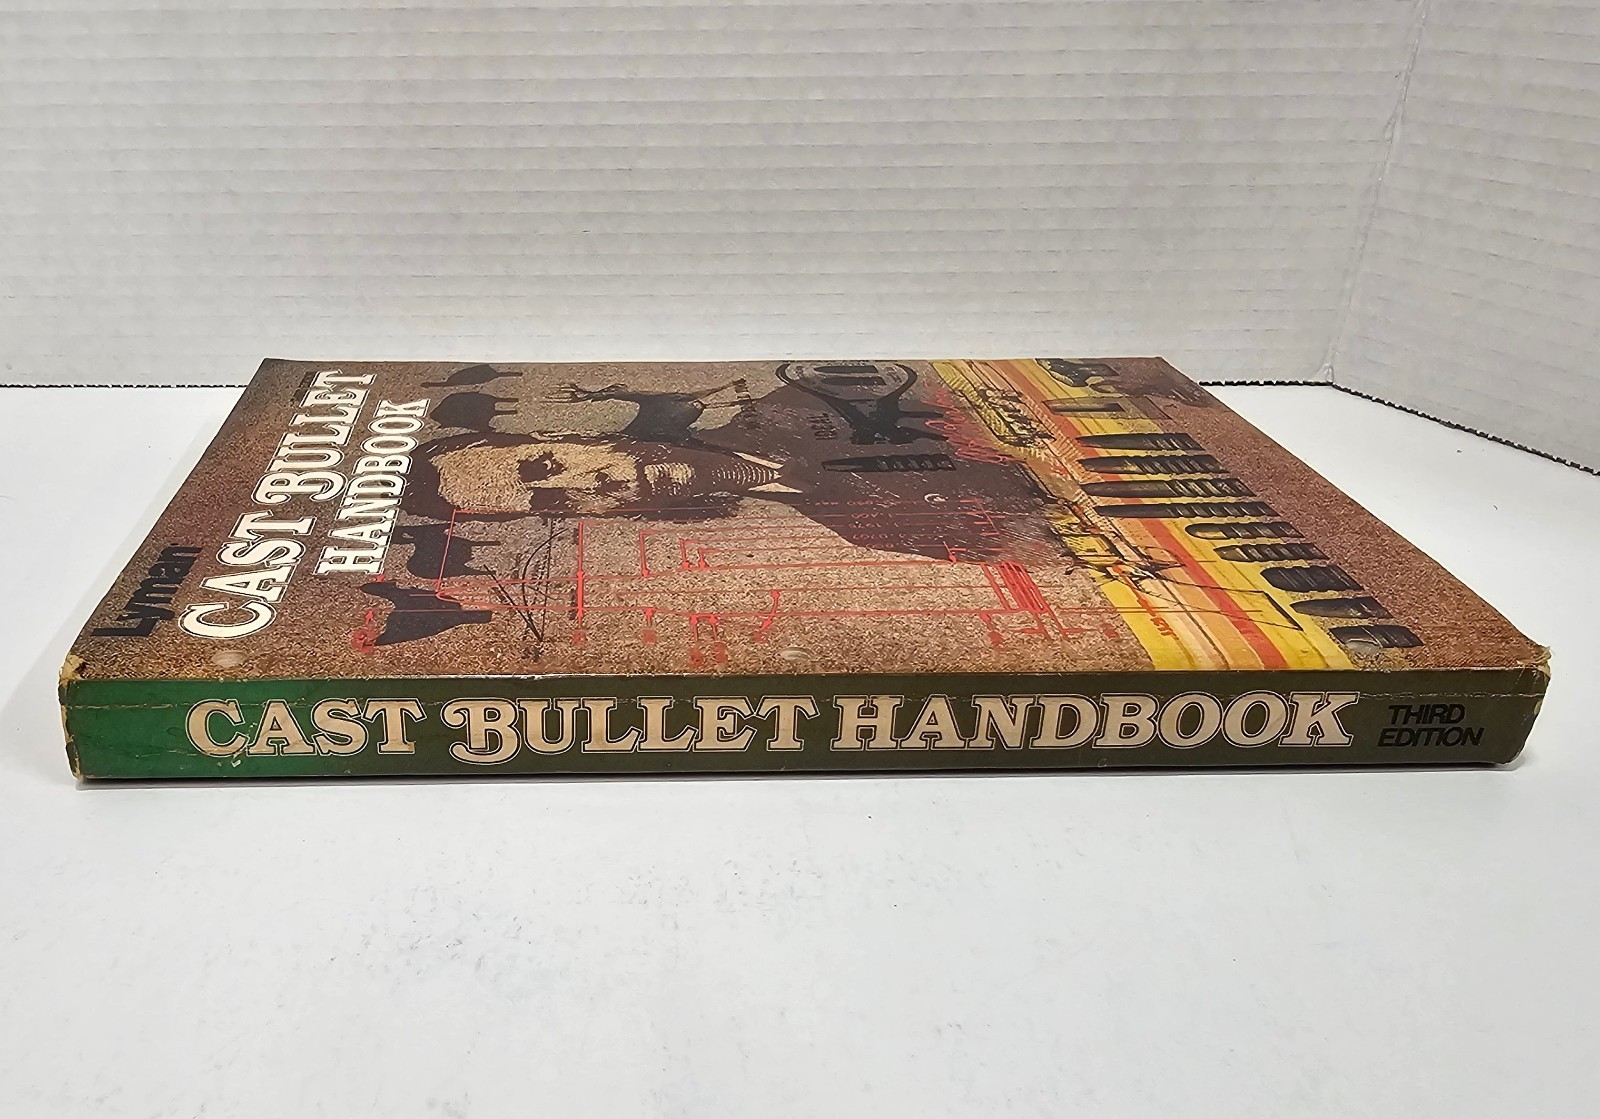 Lyman
CAST BULLET
HANDBOOK
CAST BULLET HANDBOOK
THIRD
EDITION